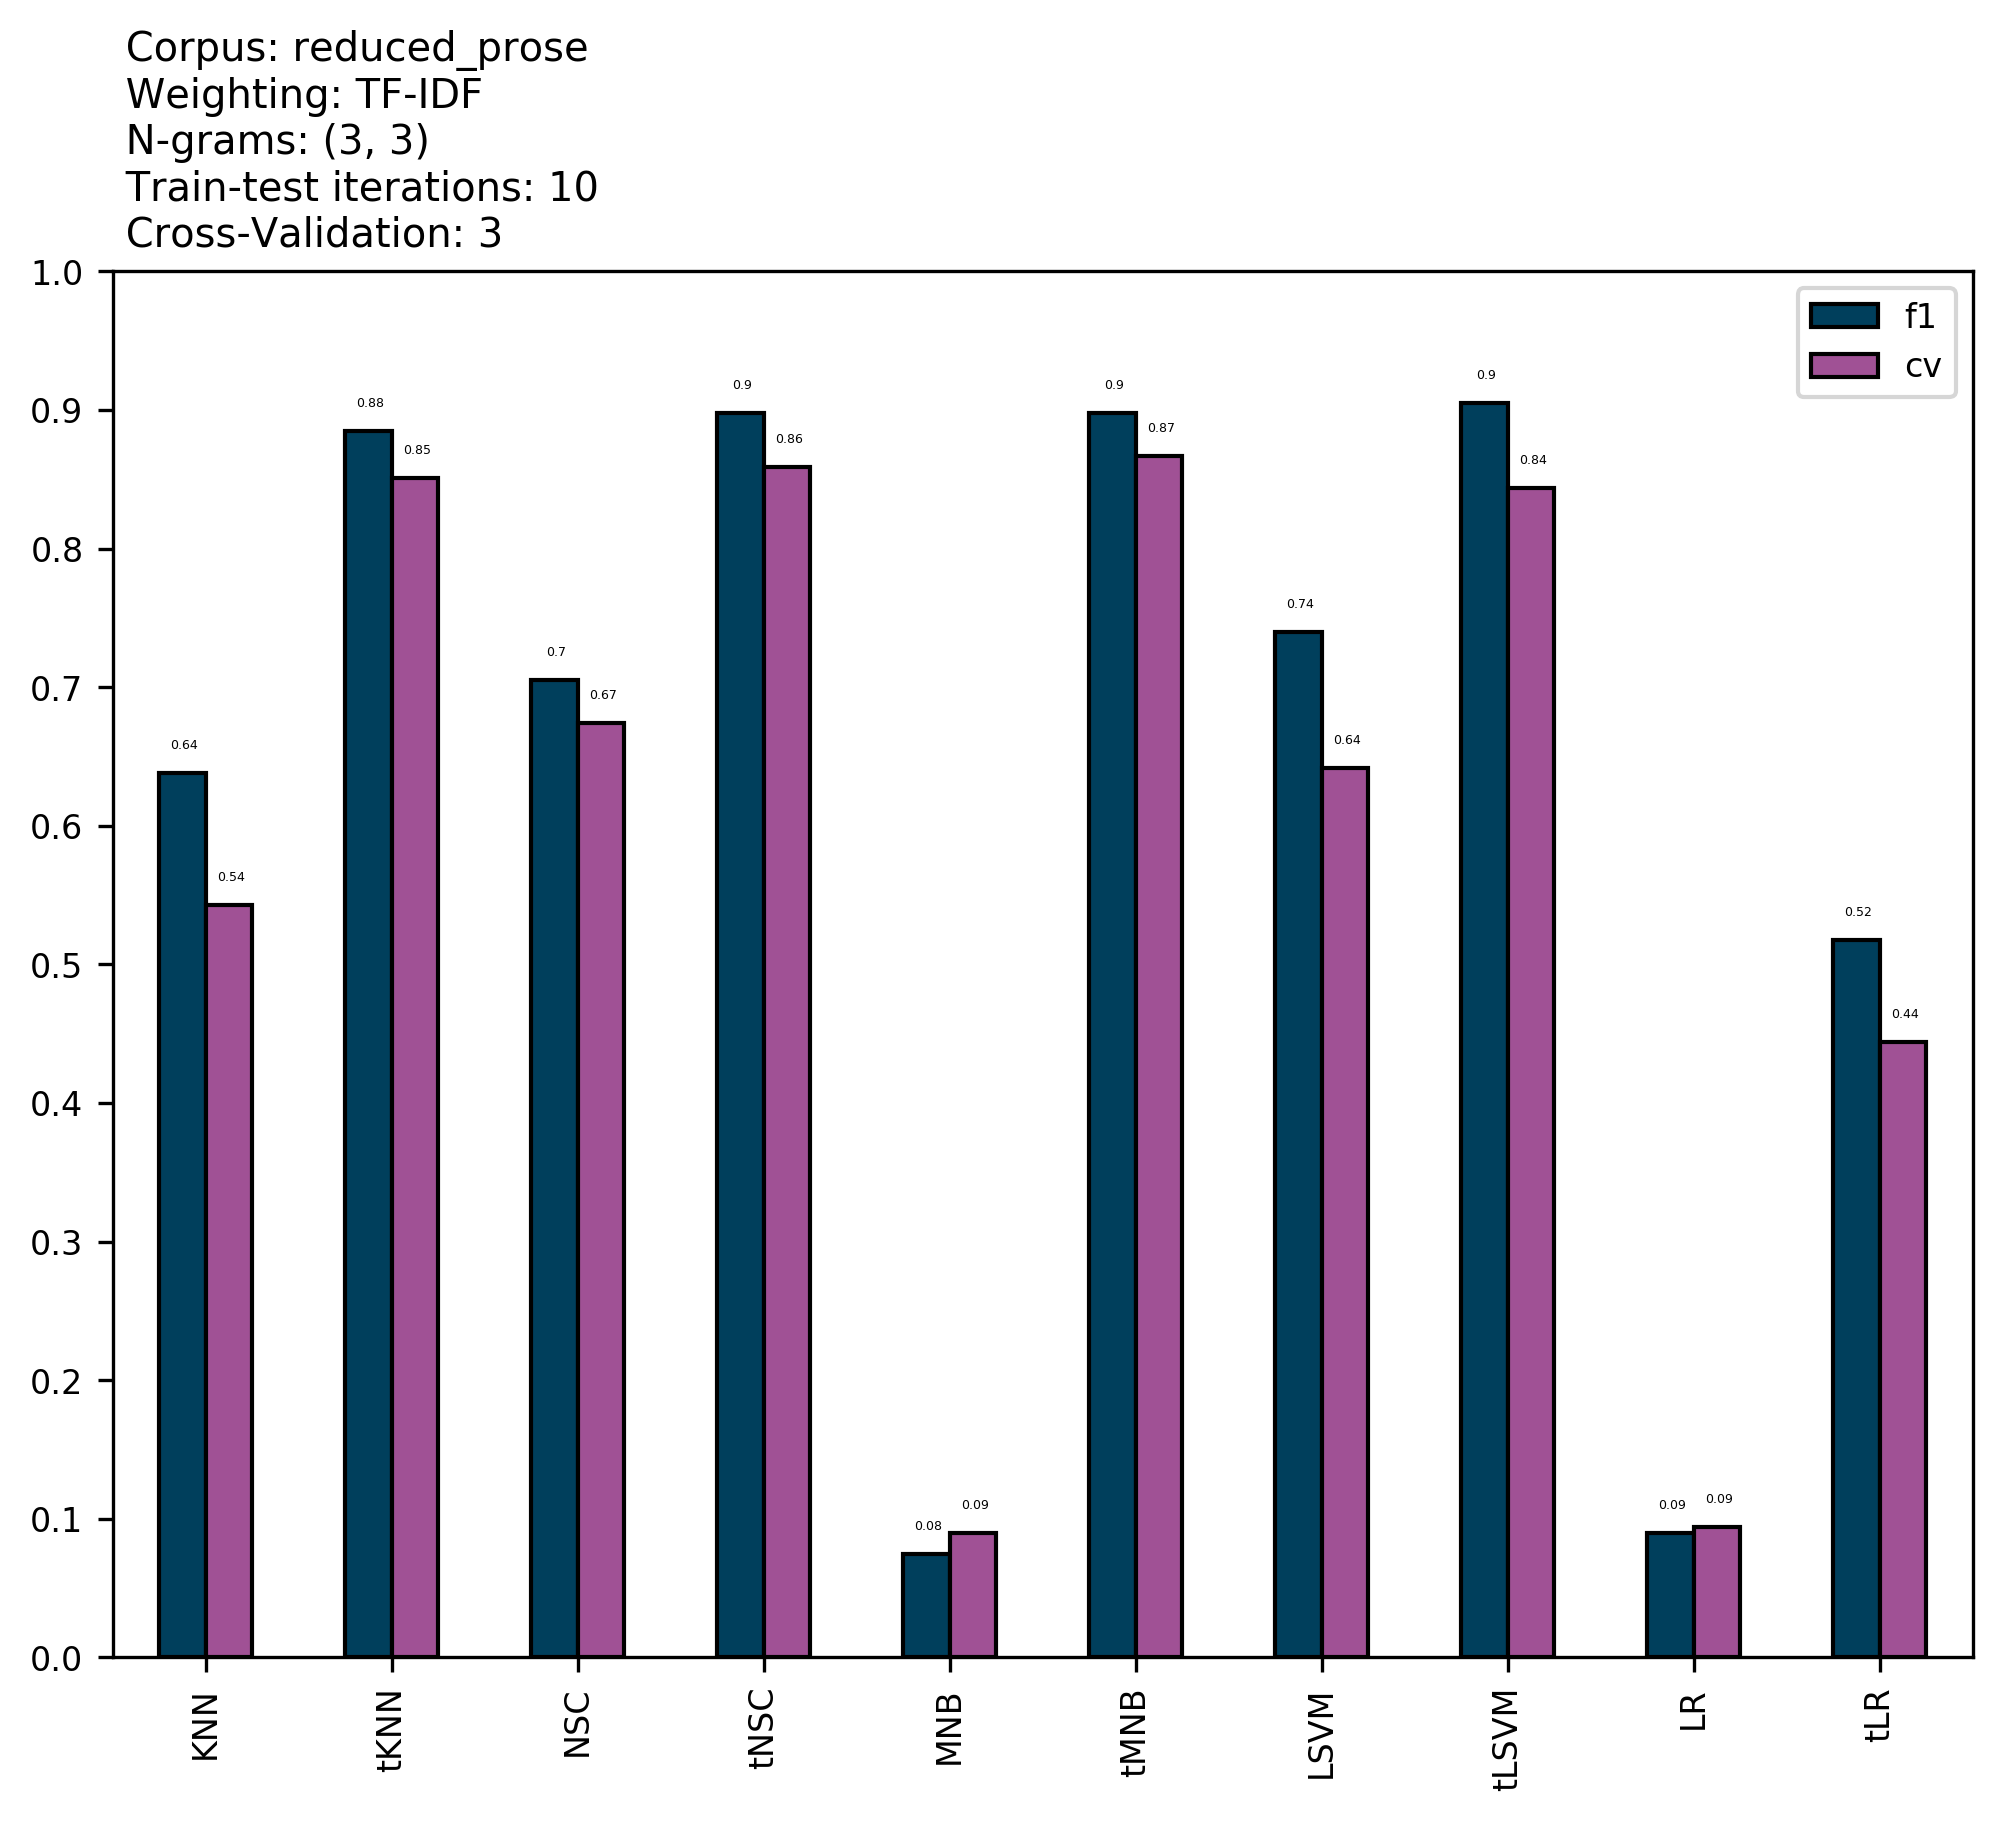 Corpus: reduced_prose
Weighting: TF-IDF
N-grams: (3, 3)
Train-test iterations: 10
Cross-Validation: 3
1.0
0.9
0.8
0.7
0.6
0.5
0.4
0.3
0.2
0.1
0.0
f1
cv
0.64
0.54
0.88
0.85
0.7
0.67
0.9
0.86
0.08
0.09
0.9
0.87
0.74
0.64
0.9
0.84
0.09
0.09
0.52
0.44
KNN
tKNN
NSC
tNSC
MNB
tMNB
LSVM
tLSVM
LR
tLR